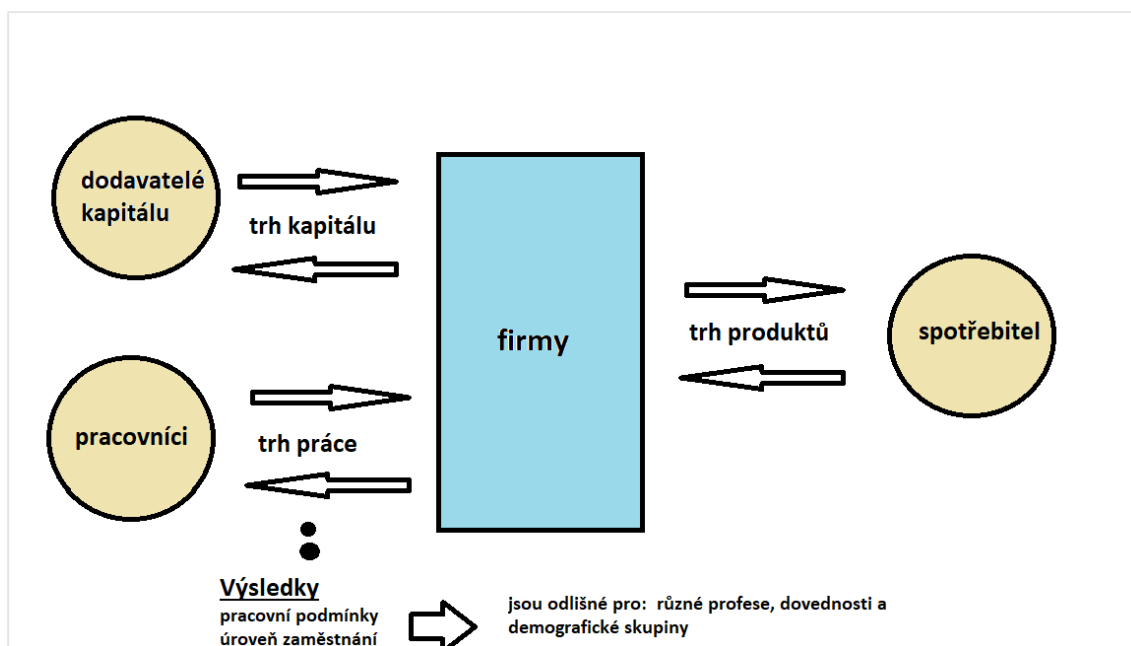 dodavatelé
kapitálu
trh kapitálu
firmy
trh produktů
spotřebitel
pracovníci
trh práce
Výsledky
pracovní podmínky
úroveň zaměstnání
jsou odlišné pro: různé profese, dovednosti a
demografické skupiny